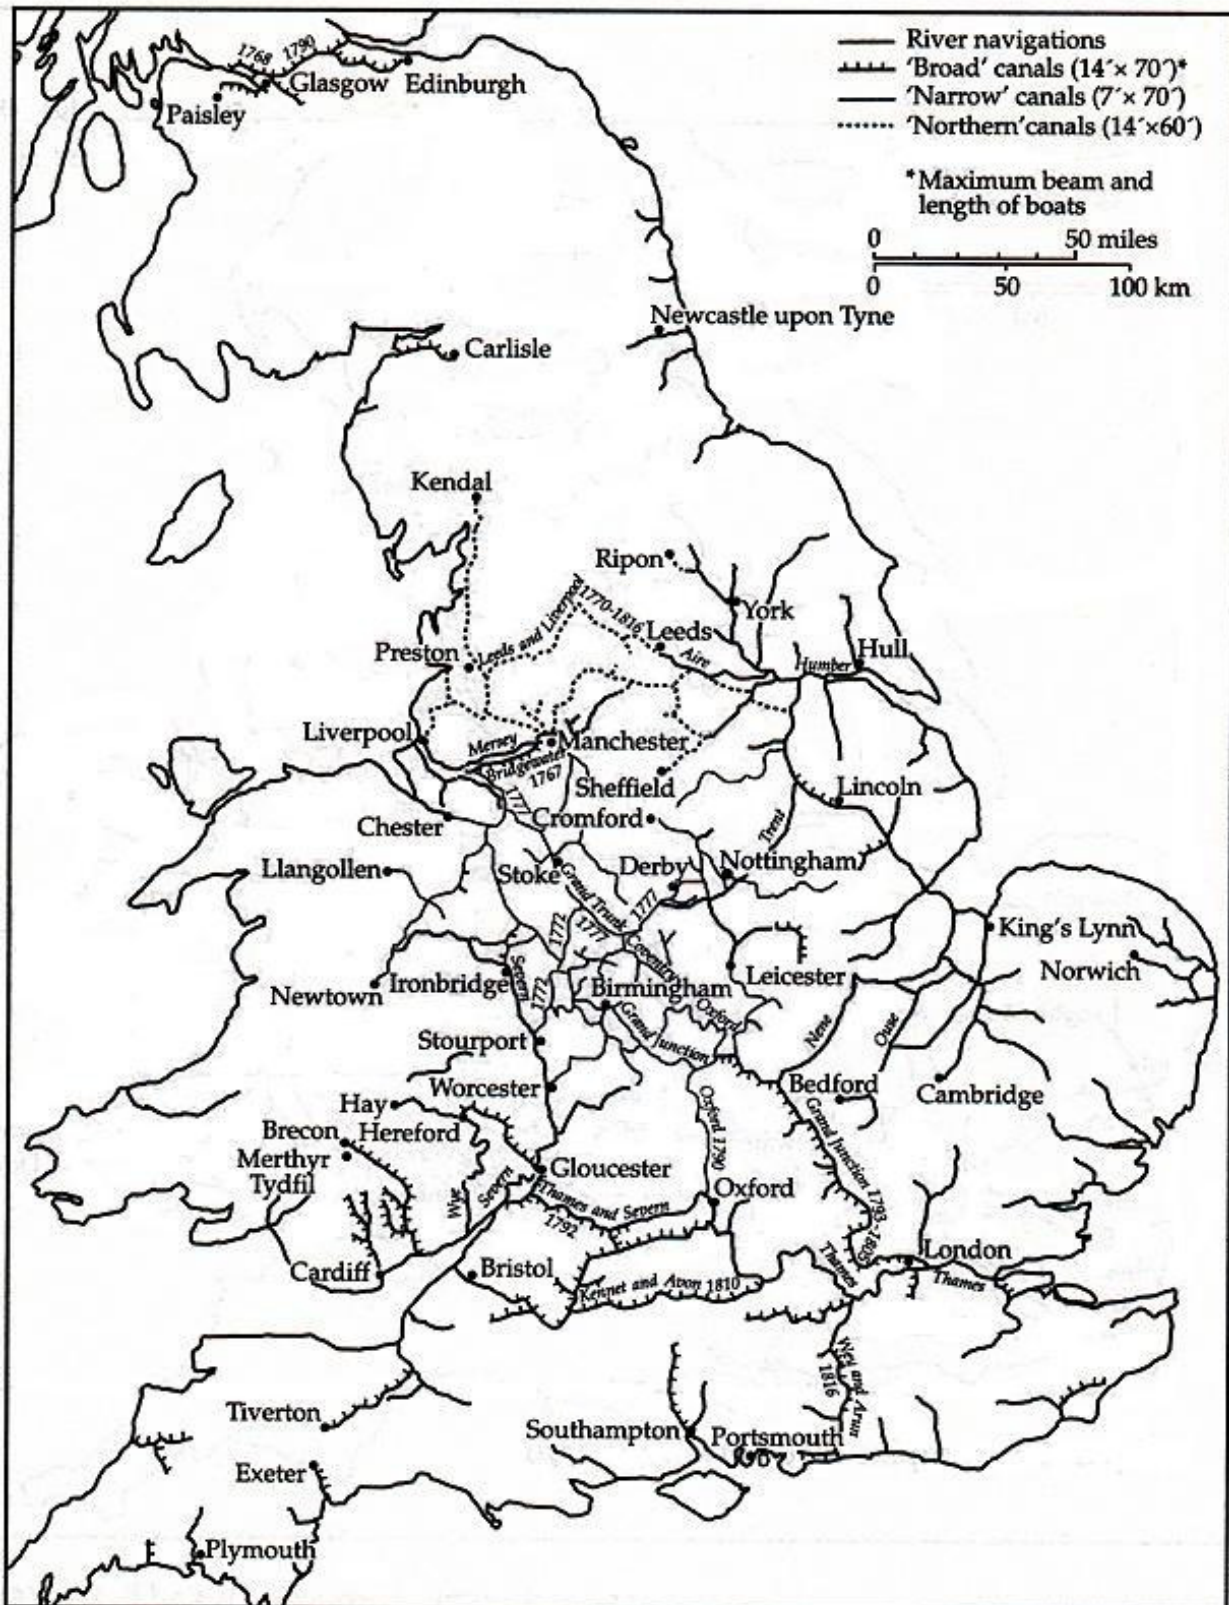 River navigations
'Broad' canals (14´× 70´)*
'Narrow' canals (7´× 70´)
'Northern' canals (14´×60´)
*Maximum beam and
length of boats
0 50 miles
0 50 100 km
1768
1790
Glasgow
Edinburgh
Paisley
Newcastle upon Tyne
Carlisle
Kendal
Ripon
York
Leeds and Liverpool
1770-1816
Leeds
Aire
Preston
Humber
Hull
Liverpool
Mersey
Manchester
Bridgewater
1767
Sheffield
1777
Lincoln
Chester
Cromford
Trent
Llangollen
Stoke
Derby
Nottingham
Grand Trunk
1777
1772
1777
King's Lynn
Coventry
Leicester
Norwich
Newtown
Ironbridge
Severn
1772
Birmingham
Oxford
Nene
Ouse
Grand Junction
Stourport
Worcester
Bedford
Cambridge
Hay
Hereford
Oxford 1790
Grand Junction 1793-1805
Brecon
Merthyr
Tydfil
Wye
Severn
Gloucester
Thames and Severn
1792
Oxford
London
Thames
Thames
Cardiff
Bristol
Kennet and Avon 1810
Wey and Arun
1816
Tiverton
Southampton
Portsmouth
Exeter
Plymouth